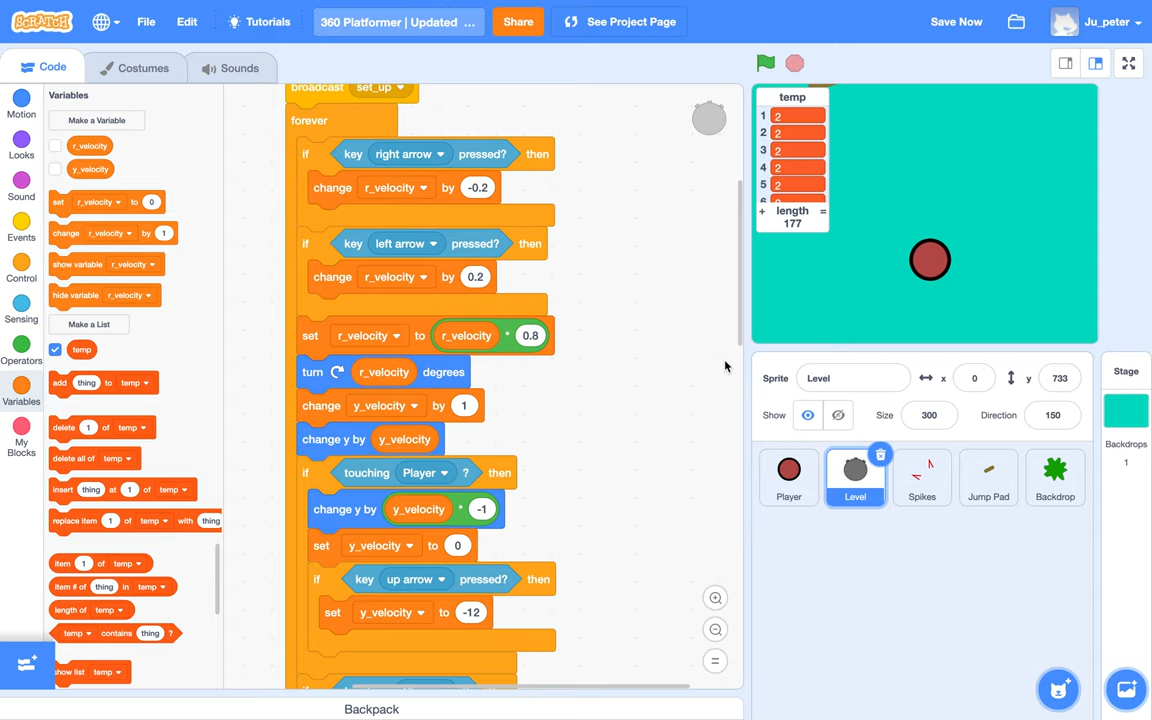 SCRATCH File Edit Tutorials 360 Platformer | Updated ... Share See Project Page Save Now Ju_peter
Code Costumes Sounds
Motion
Looks
Sound
Events
Control
Sensing
Operators
Variables
My
Blocks
Variables
Make a Variable
r_velocity
y_velocity
set r_velocity to 0
change r_velocity by 1
show variable r_velocity
hide variable r_velocity
Make a List
temp
add thing to temp
delete 1 of temp
delete all of temp
insert thing at 1 of temp
replace item 1 of temp with thing
item 1 of temp
item # of thing in temp
length of temp
temp contains thing ?
show list temp
broadcast set_up
forever
if key right arrow pressed? then
change r_velocity by -0.2
if key left arrow pressed? then
change r_velocity by 0.2
set r_velocity to r_velocity * 0.8
turn r_velocity degrees
change y_velocity by 1
change y by y_velocity
if touching Player ? then
change y by y_velocity * -1
set y_velocity to 0
if key up arrow pressed? then
set y_velocity to -12
Backpack
temp
1 2
2 2
3 2
4 2
5 2
+ length =
177
Sprite Level x 0 y 733
Show Size 300 Direction 150
Player Level Spikes Jump Pad Backdrop
Stage
Backdrops
1